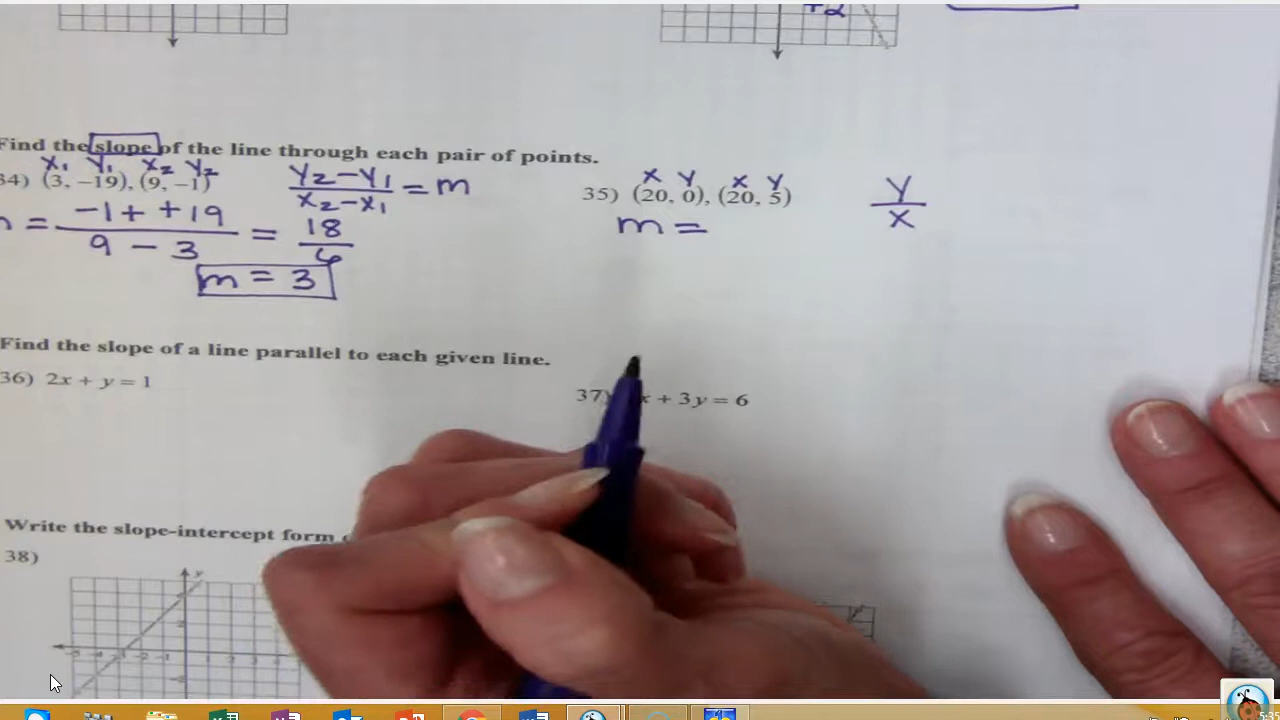 +2
Find the slope of the line through each pair of points.
x₁ y₁ x₂ y₂
34) (3, −19), (9, −1)
y₂ − y₁
x₂ − x₁
= m
−1 + +19
9 − 3
=
18
6
m = 3
x y x y
35) (20, 0), (20, 5)
m =
y
x
Find the slope of a line parallel to each given line.
36) 2x + y = 1
37) x + 3y = 6
Write the slope-intercept form
38)
y